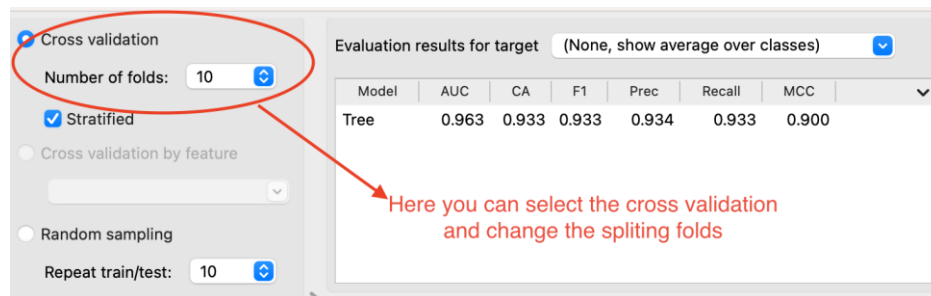 Cross validation
Number of folds: 10
Stratified
Cross validation by feature
Random sampling
Repeat train/test: 10
Evaluation results for target (None, show average over classes)
Model AUC CA F1 Prec Recall MCC
Tree 0.963 0.933 0.933 0.934 0.933 0.900
Here you can select the cross validation
and change the spliting folds